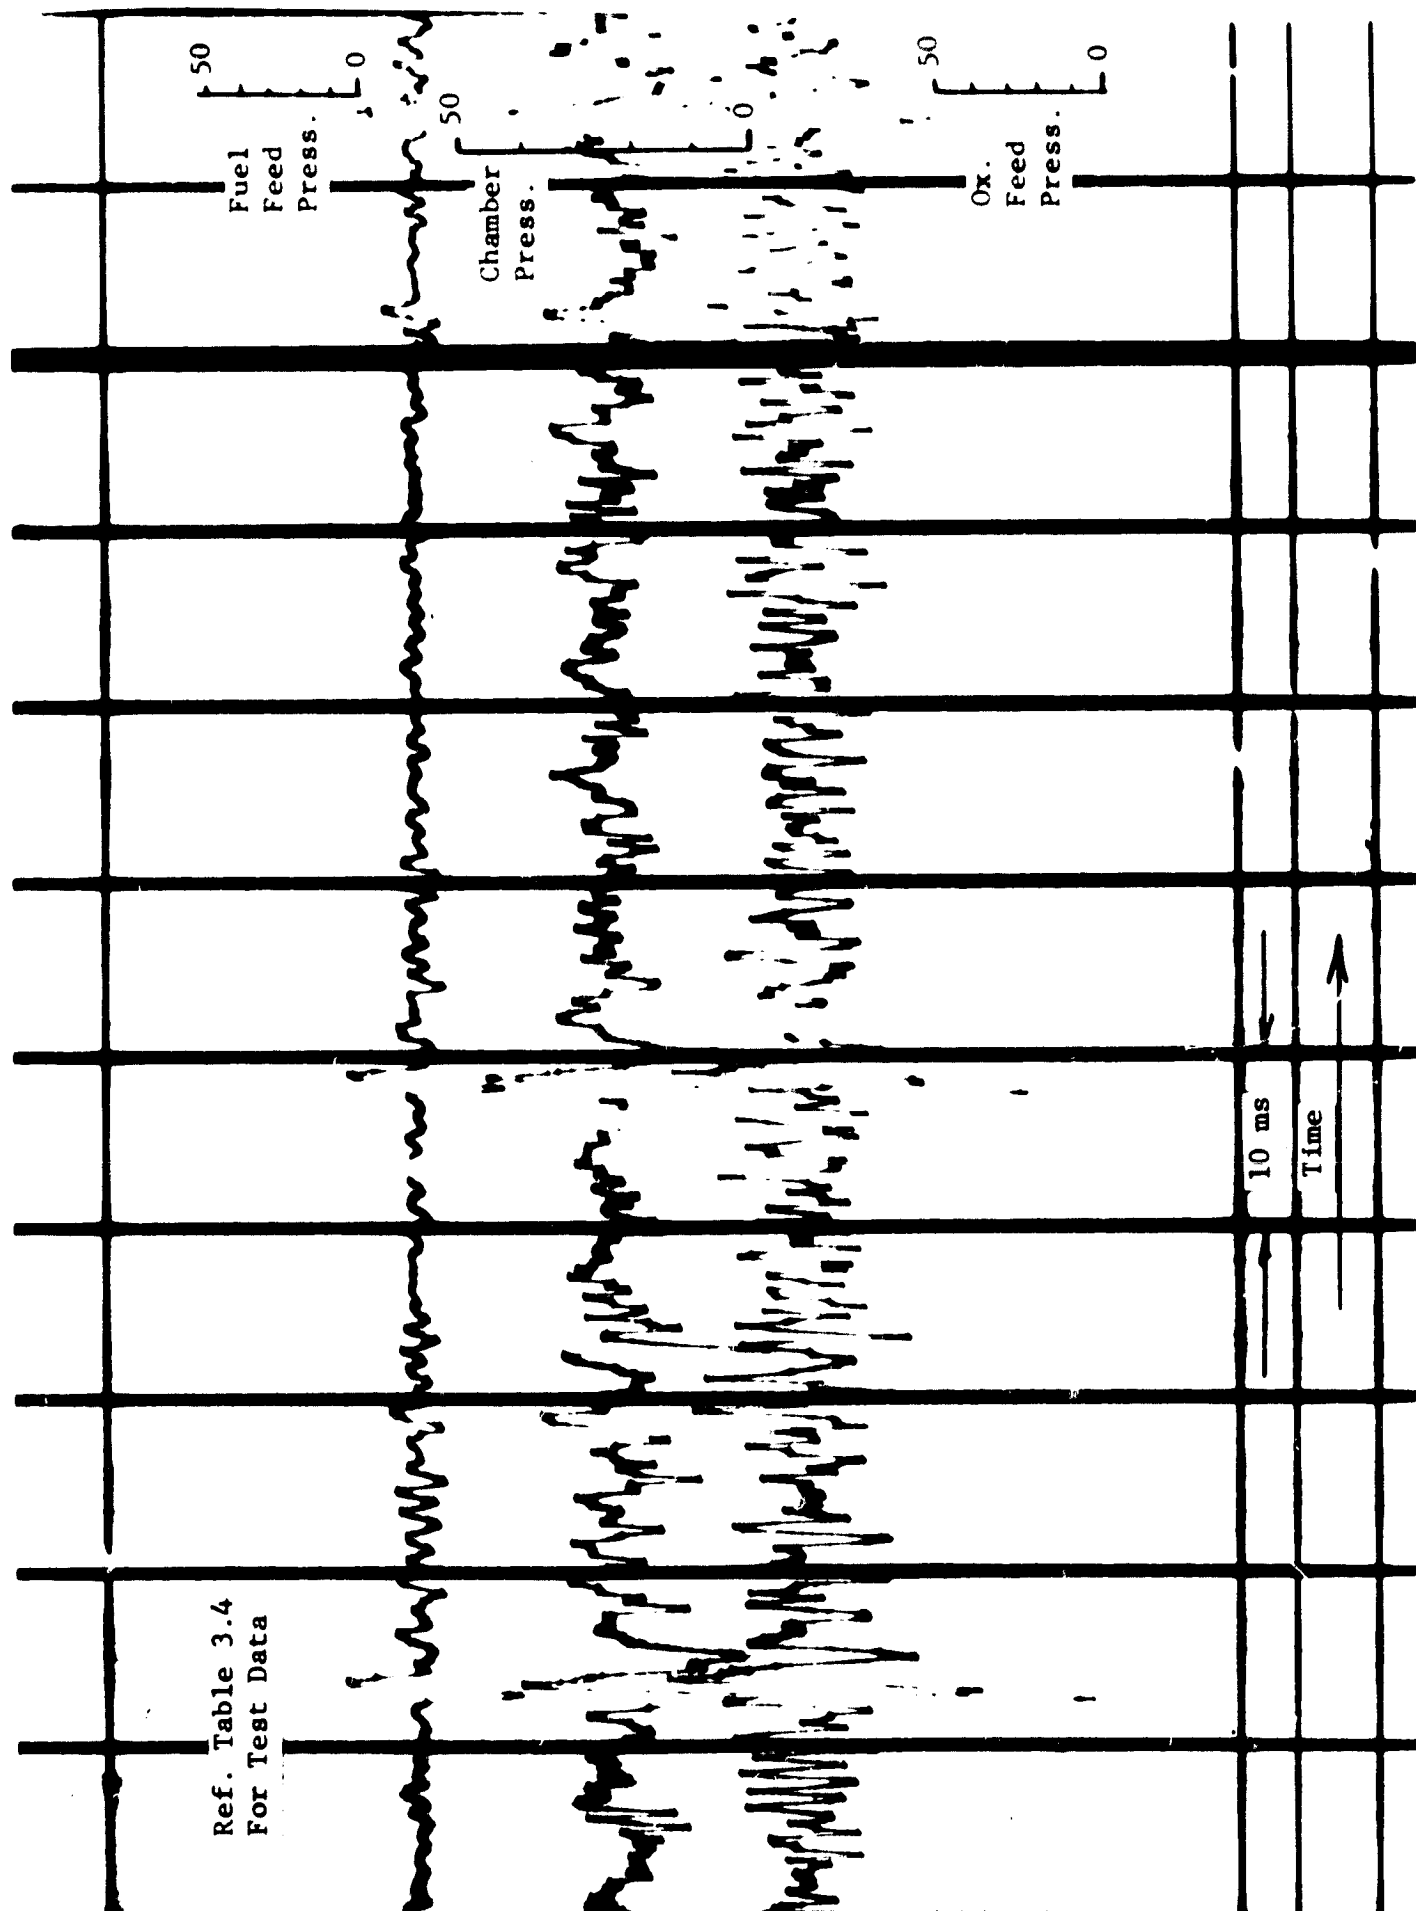 Ref. Table 3.4
For Test Data
Fuel
Feed
Press.
50
0
Chamber
Press.
50
0
Ox.
Feed
Press.
50
0
10 ms
Time